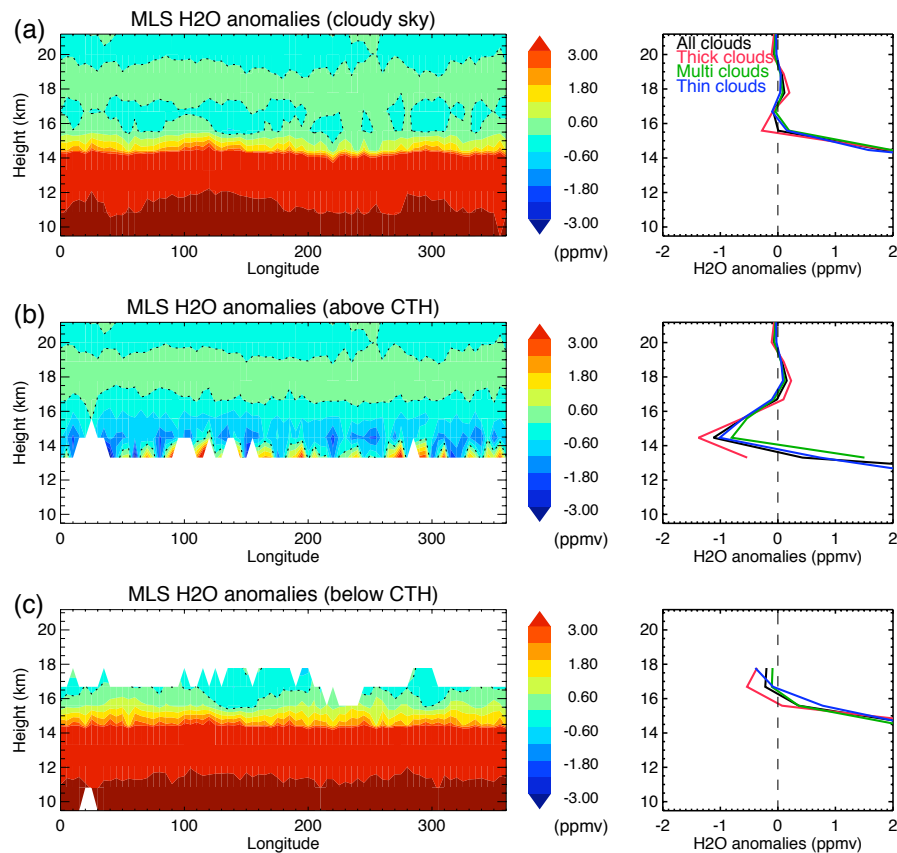 (a)
MLS H2O anomalies (cloudy sky)
Height (km)
20
18
16
14
12
10
0 100 200 300
Longitude
3.00
1.80
0.60
-0.60
-1.80
-3.00
(ppmv)
20
18
16
14
12
10
All clouds
Thick clouds
Multi clouds
Thin clouds
-2 -1 0 1 2
H2O anomalies (ppmv)
(b)
MLS H2O anomalies (above CTH)
Height (km)
20
18
16
14
12
10
0 100 200 300
Longitude
3.00
1.80
0.60
-0.60
-1.80
-3.00
(ppmv)
20
18
16
14
12
10
-2 -1 0 1 2
H2O anomalies (ppmv)
(c)
MLS H2O anomalies (below CTH)
Height (km)
20
18
16
14
12
10
0 100 200 300
Longitude
3.00
1.80
0.60
-0.60
-1.80
-3.00
(ppmv)
20
18
16
14
12
10
-2 -1 0 1 2
H2O anomalies (ppmv)